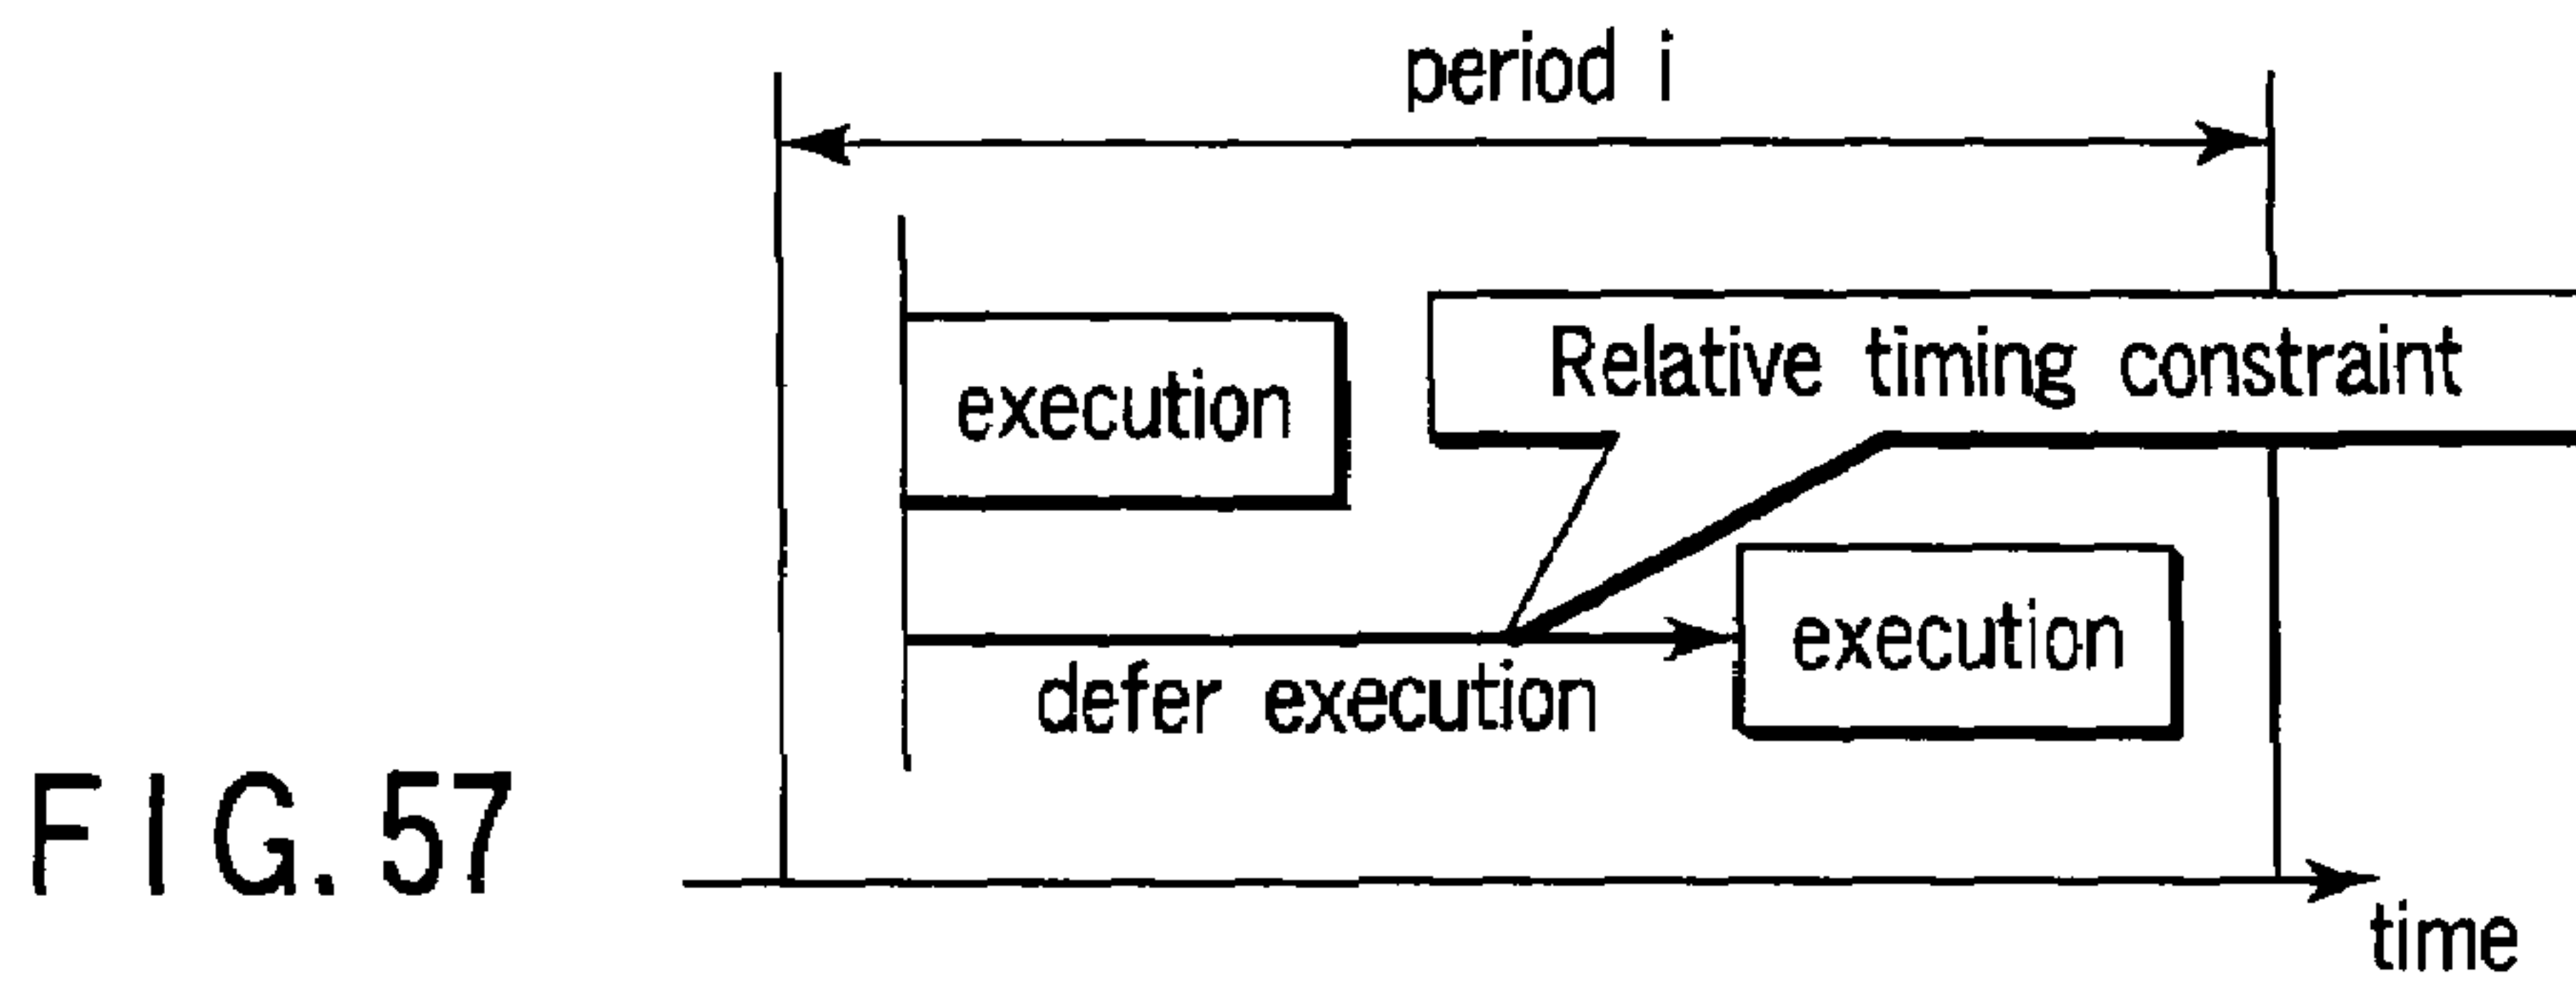 period i
execution
Relative timing constraint
defer execution
execution
FIG. 57
time